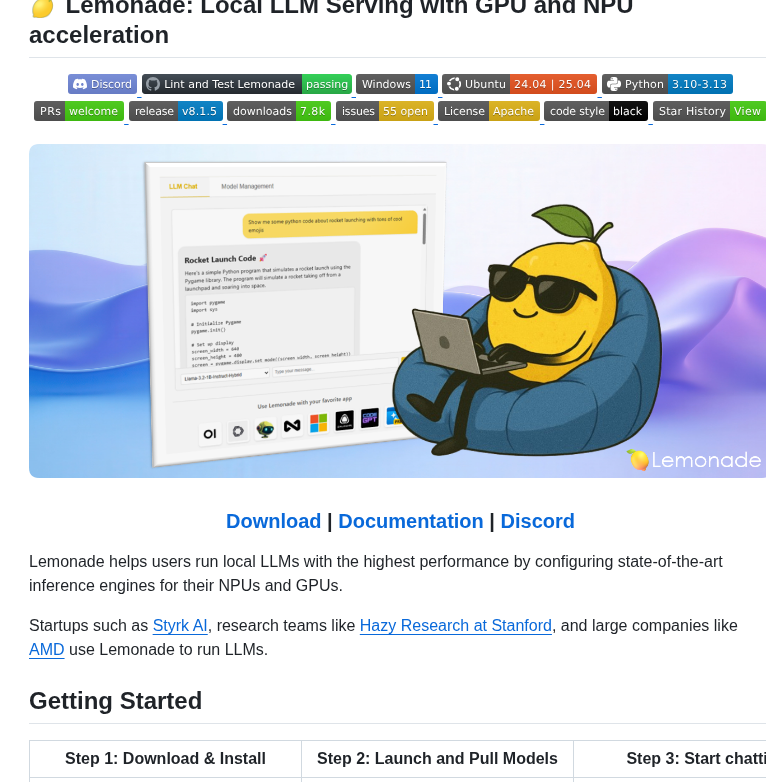 Lemonade: Local LLM Serving with GPU and NPU
acceleration
Discord Lint and Test Lemonade passing Windows 11 Ubuntu 24.04 | 25.04 Python 3.10-3.13
PRs welcome release v8.1.5 downloads 7.8k issues 55 open License Apache code style black Star History View
LLM Chat Model Management
Show me some python code about rocket launching with tons of cool
emojis
Rocket Launch Code 🚀
Here's a simple Python program that simulates a rocket launch using the
Pygame library. The program will simulate a rocket taking off from a
launchpad and soaring into space.
import pygame
import sys
# Initialize Pygame
pygame.init()
# Set up display
screen_width = 640
screen_height = 480
screen = pygame.display.set_mode((screen_width, screen_height))
Llama-3.2-1B-Instruct-Hybrid Type your message...
Use Lemonade with your favorite app
OI
CODE
GPT
Lemonade
Download | Documentation | Discord
Lemonade helps users run local LLMs with the highest performance by configuring state-of-the-art
inference engines for their NPUs and GPUs.
Startups such as Styrk AI, research teams like Hazy Research at Stanford, and large companies like
AMD use Lemonade to run LLMs.
Getting Started
Step 1: Download & Install Step 2: Launch and Pull Models Step 3: Start chatti